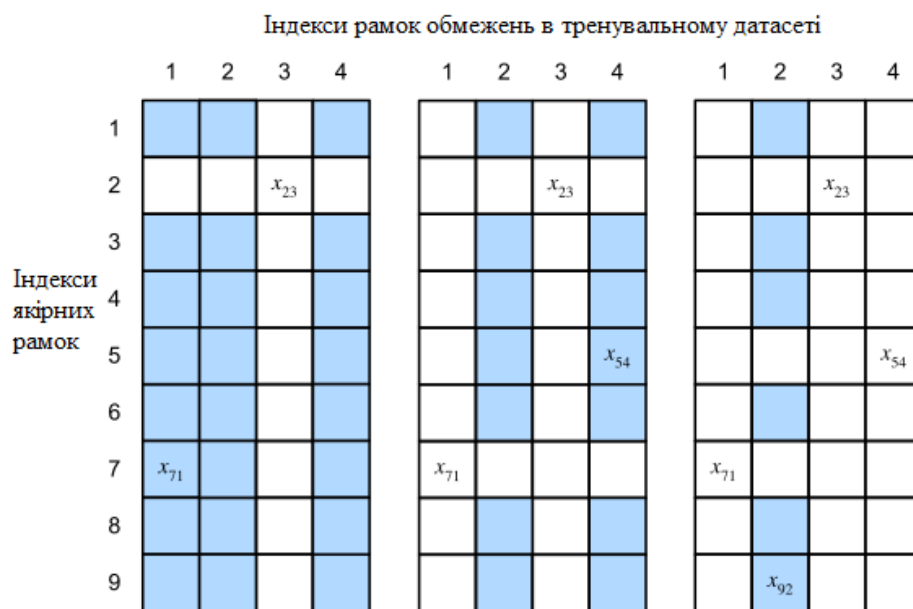 Індекси рамок обмежень в тренувальному датасеті
1 2 3 4 1 2 3 4 1 2 3 4
1
2 x₂₃ x₂₃ x₂₃
3
Індекси
якірних
рамок
4
5 x₅₄ x₅₄
6
7 x₇₁ x₇₁ x₇₁
8
9 x₉₂